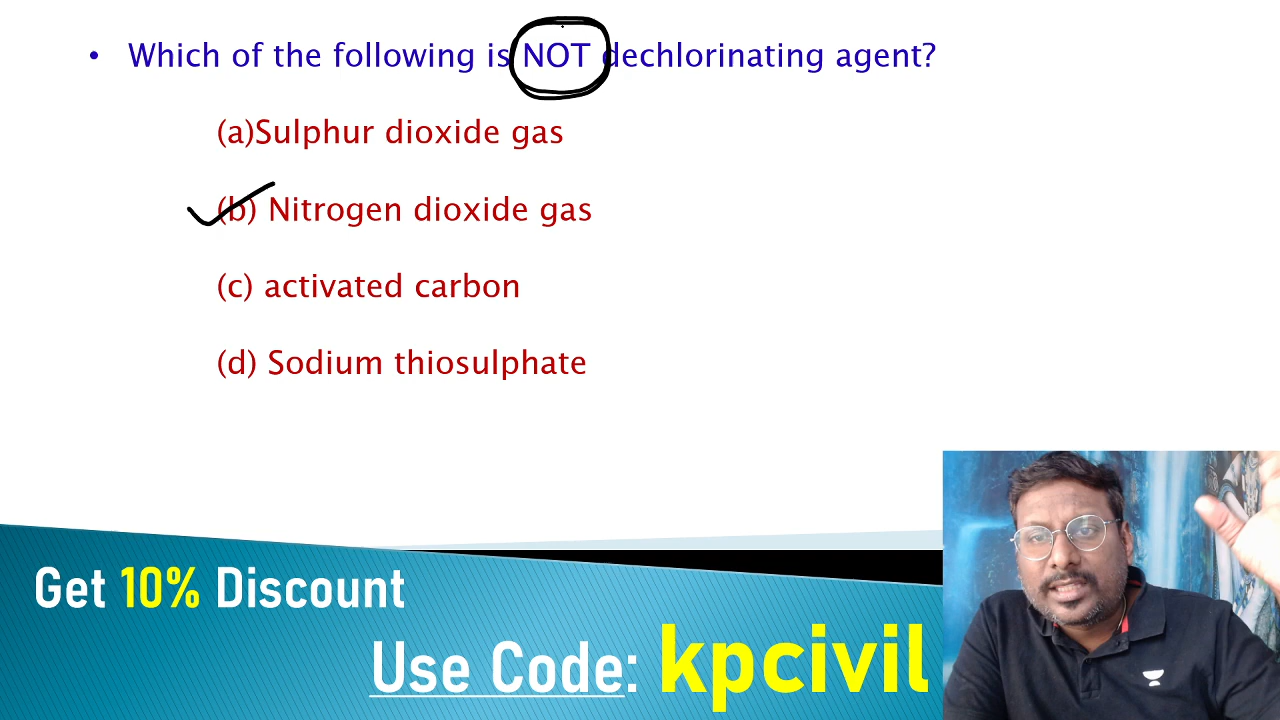 • Which of the following is NOT dechlorinating agent?
(a)Sulphur dioxide gas
(b) Nitrogen dioxide gas
(c) activated carbon
(d) Sodium thiosulphate
Get 10% Discount
Use Code: kpcivil